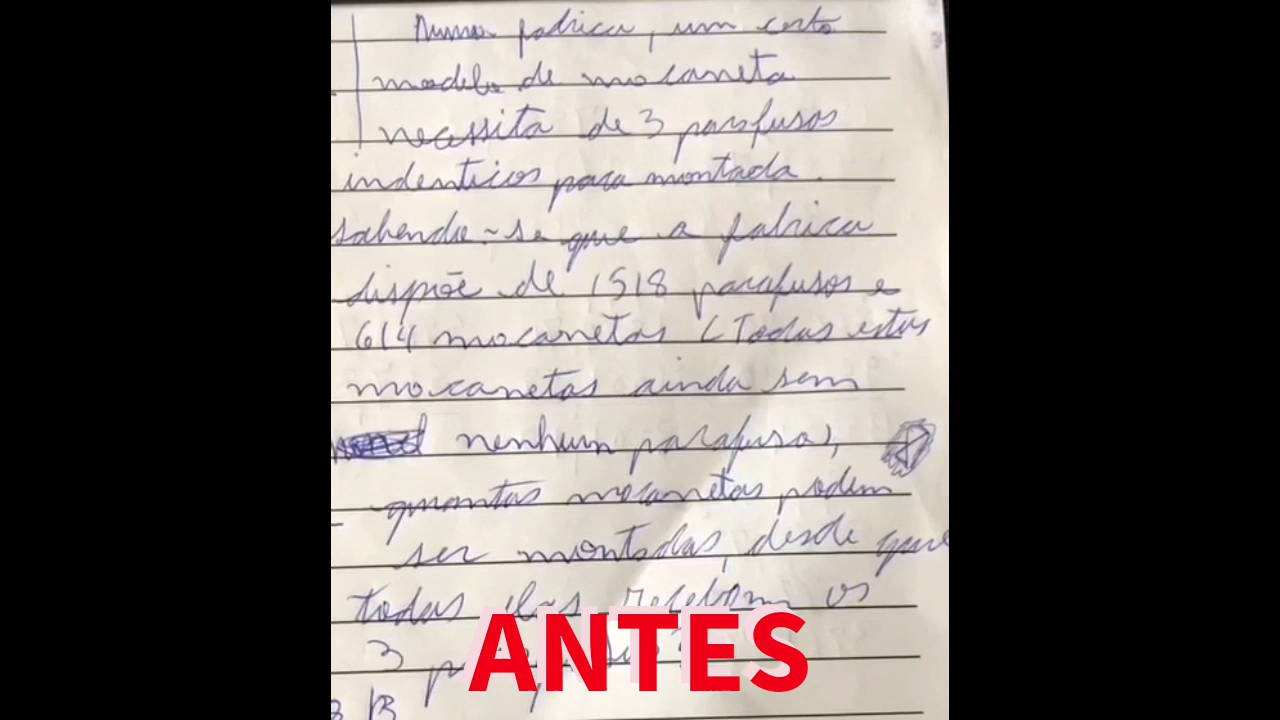 Numa fabrica, um certo
modelo de mocaneta
necessita de 3 parafusos
indenticos para montada.
sabendo-se que a fabrica
dispõe de 1518 parafusos e
614 mocanetas (Todas estas
mocanetas ainda sem
nenhum parafuso),
quantas mocanetas podem
ser montadas, desde que
todas elas recebam os
3 parafusos?
ANTES